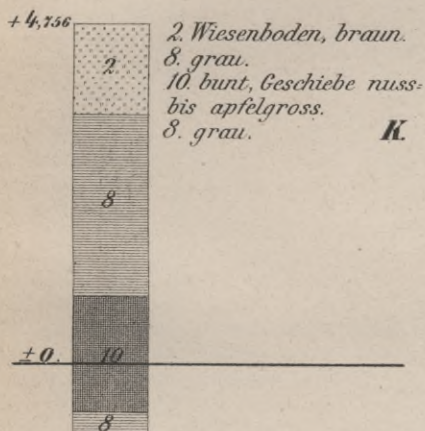 +4,756
2. Wiesenboden, braun.
8. grau.
10. bunt, Geschiebe nuss=
bis apfelgross.
8. grau.
K.
2
8
±0.
10
8